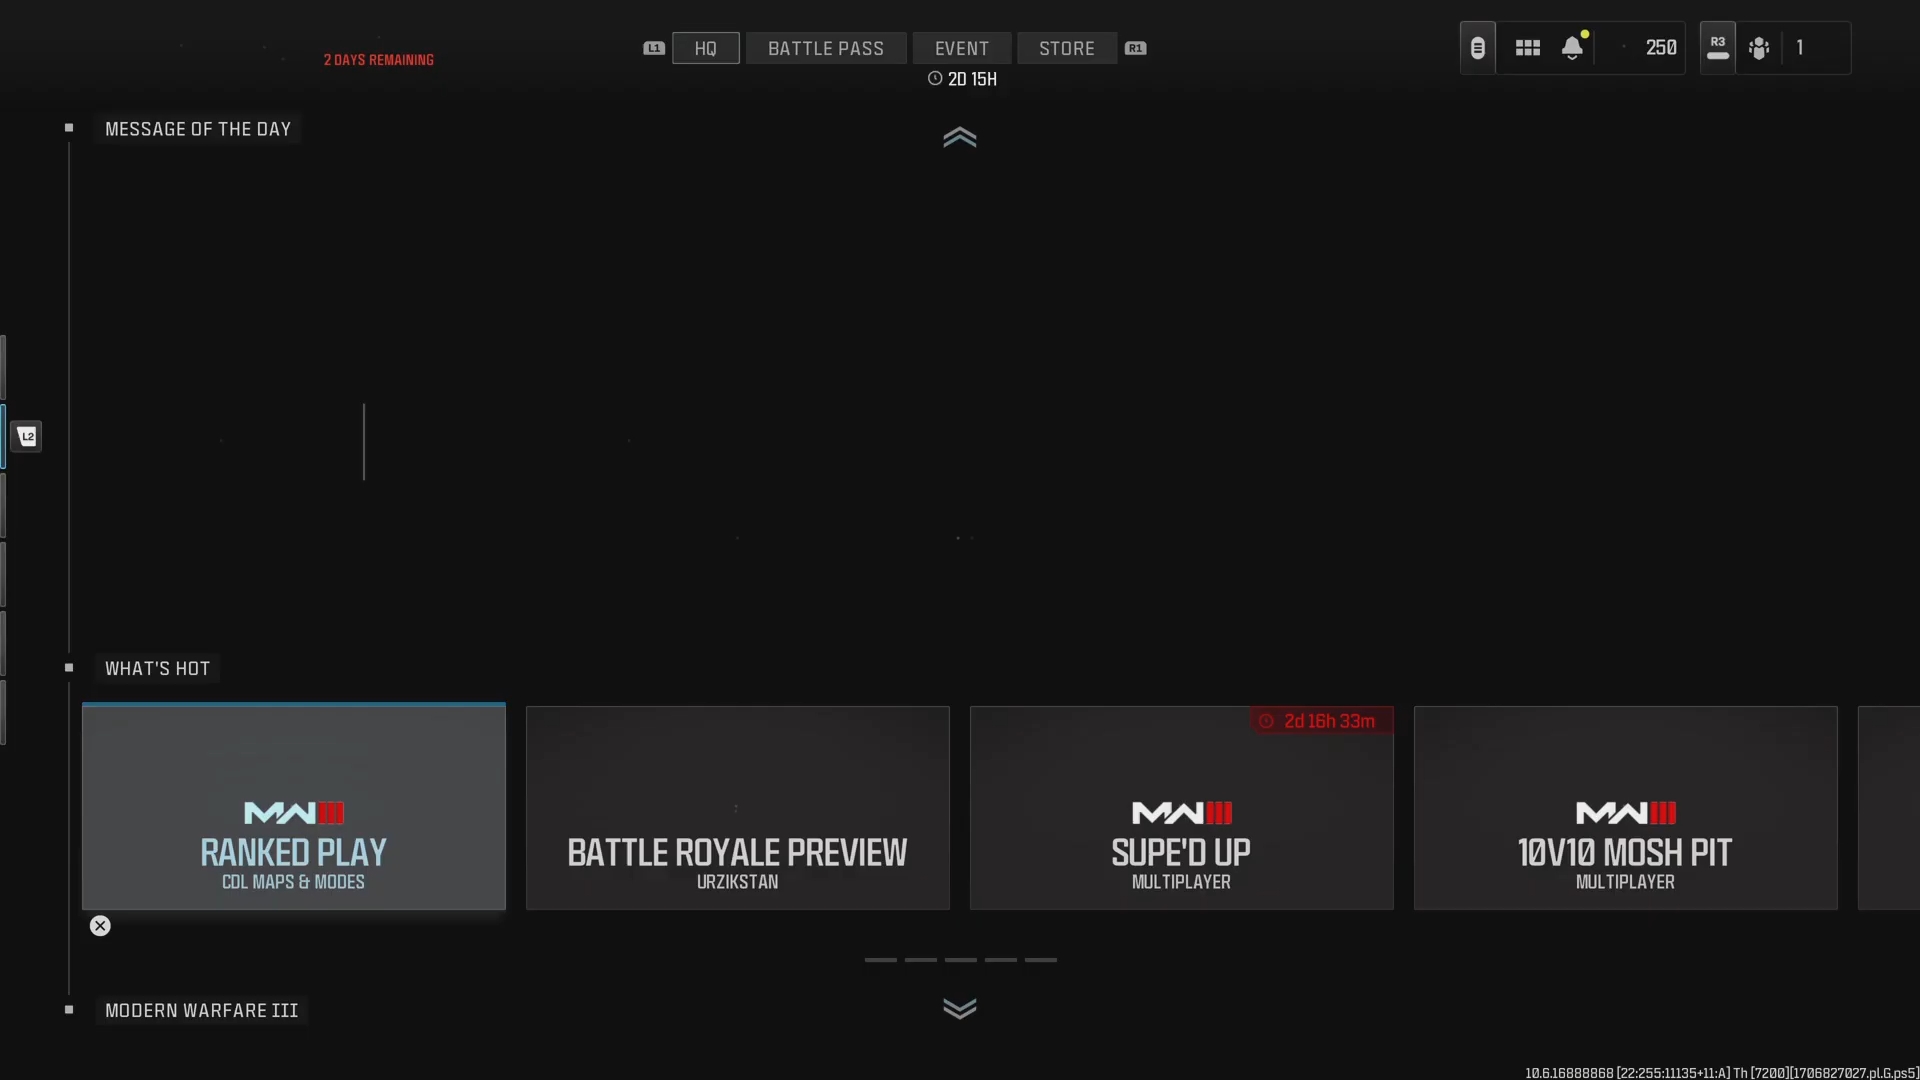 2 DAYS REMAINING
L1 HQ BATTLE PASS EVENT STORE R1
2D 15H
250
R3
1
MESSAGE OF THE DAY
L2
WHAT'S HOT
2d 16h 33m
MWIII
RANKED PLAY
CDL MAPS & MODES
BATTLE ROYALE PREVIEW
URZIKSTAN
MWIII
SUPE'D UP
MULTIPLAYER
MWIII
10V10 MOSH PIT
MULTIPLAYER
MODERN WARFARE III
10.6.16888868 [22:255:11135+11:A] Th [7200][1706827027.pl.G.ps5]